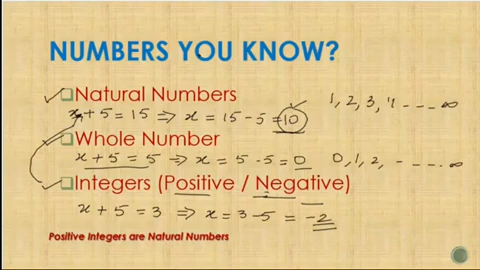 NUMBERS YOU KNOW?
Natural Numbers
x + 5 = 15 ⇒ x = 15 - 5 = 10
1, 2, 3, 4 - - - - ∞
Whole Number
x + 5 = 5 ⇒ x = 5 - 5 = 0
0, 1, 2, - - - - - ∞
Integers (Positive / Negative)
x + 5 = 3 ⇒ x = 3 - 5 = -2
Positive Integers are Natural Numbers